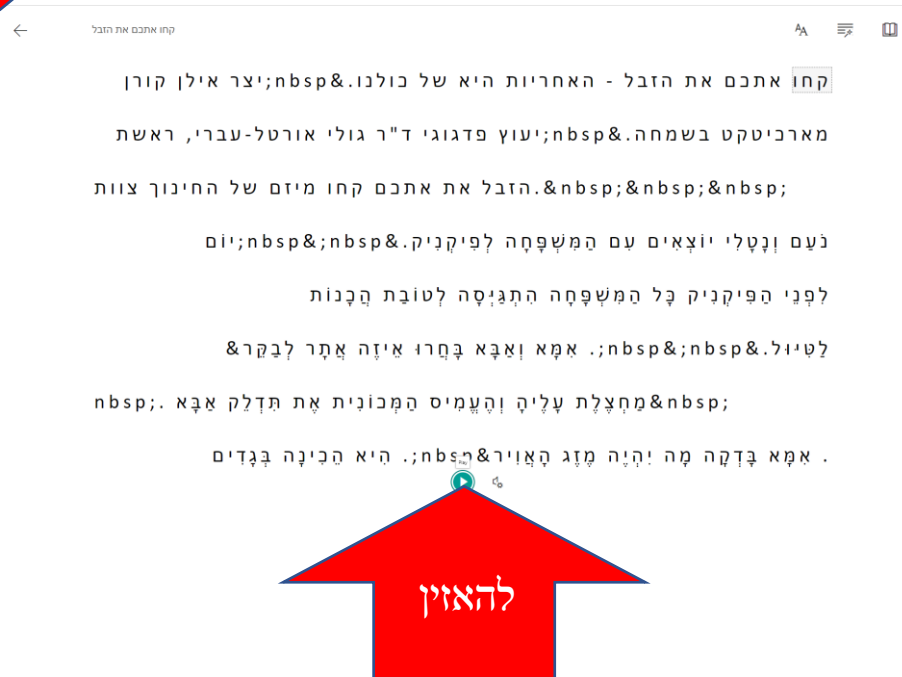 קחו אתכם את הזבל
קחו אתכם את הזבל - האחריות היא של כולנו.&nbsp;יצר אילן קורן
מארכיטקט בשמחה.&nbsp;יעוץ פדגוגי ד"ר גולי אורטל-עברי, ראשת
&nbsp;&nbsp;&nbsp;.הזבל את אתכם קחו מיזם של החינוך צוות
נֹעַם וְנָטָלִי יוֹצְאִים עִם הַמִּשְׁפָּחָה לְפִיקְנִיק.&nbsp;&nbsp;יוֹם
לִפְנֵי הַפִּיקְנִיק כָּל הַמִּשְׁפָּחָה הִתְגַּיְּסָה לְטוֹבַת הֲכָנוֹת
לַטִּיּוּל.&nbsp;&nbsp;. אִמָּא וְאַבָּא בָּחֲרוּ אֵיזֶה אֲתָר לְבַקֵּר&
&nbsp;מַחְצֶלֶת עָלֶיהָ וְהֶעֱמִיס הַמְּכוֹנִית אֶת תִּדְלֵק אַבָּא .;nbsp
. אִמָּא בָּדְקָה מָה יִהְיֶה מֶזֶג הָאֲוִיר&nbsp;. הִיא הֵכִינָה בְּגָדִים
להאזין